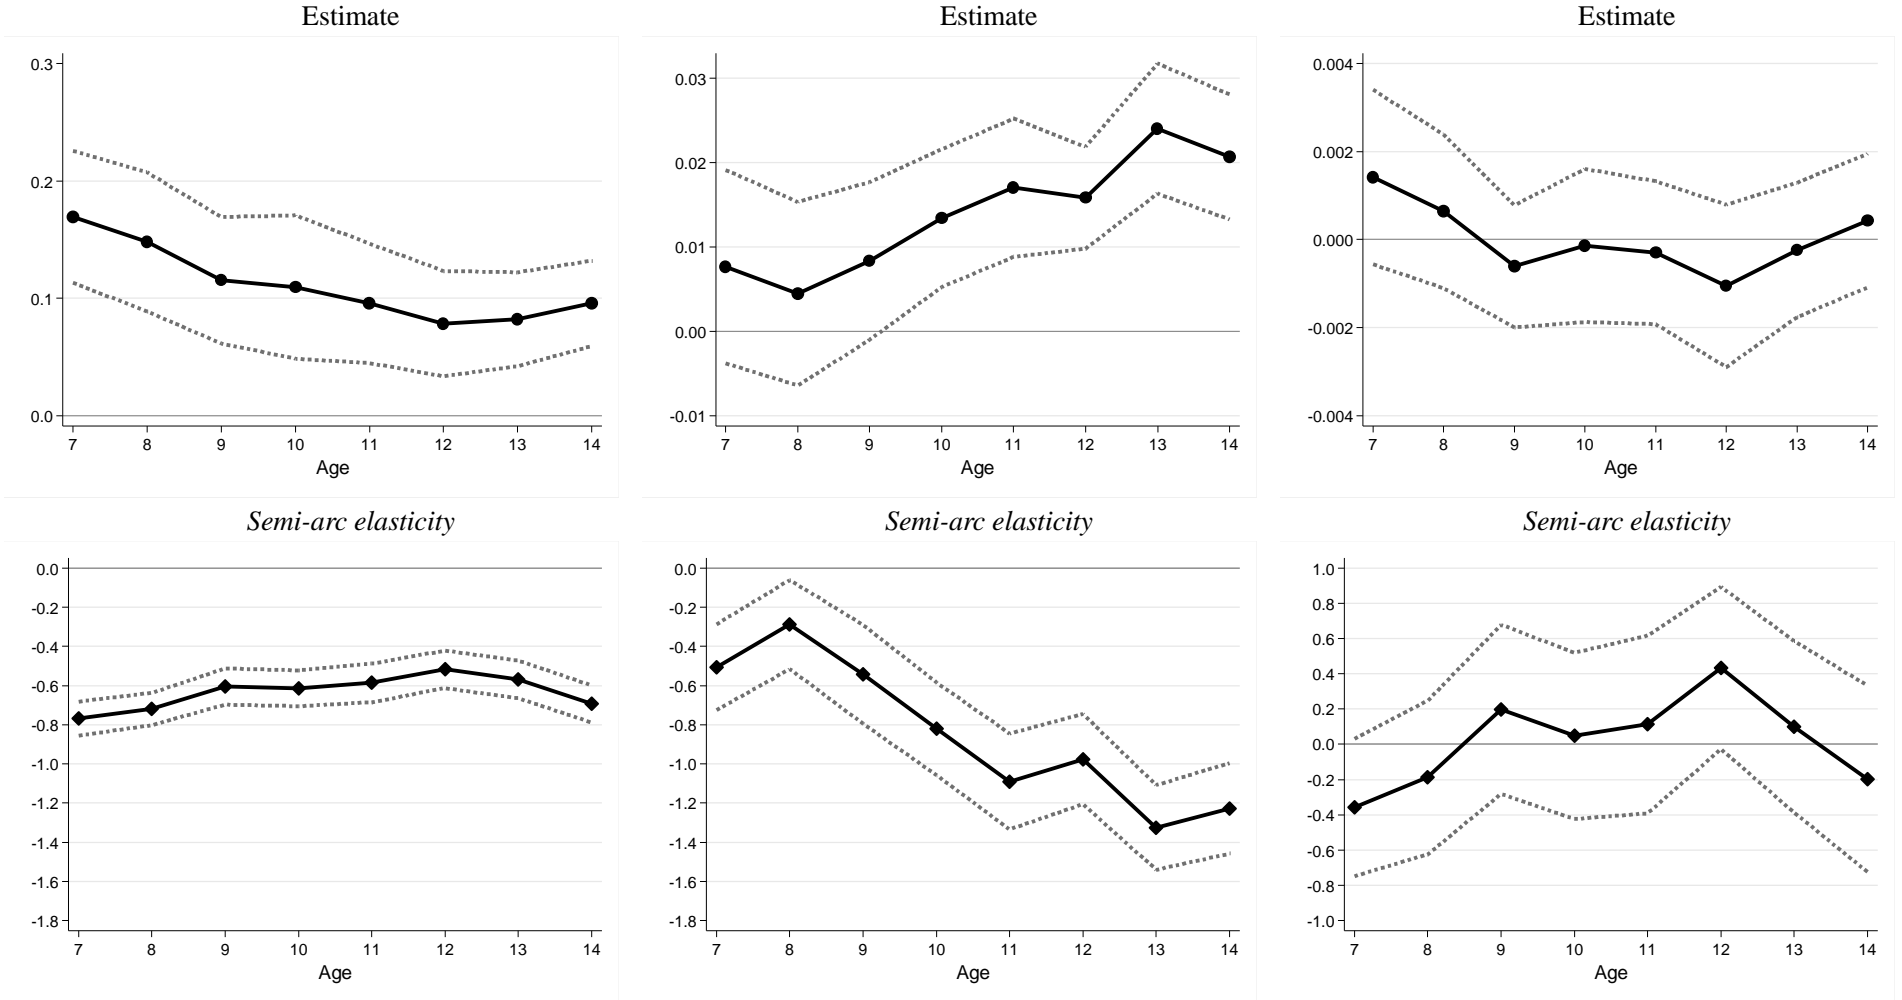 Estimate
0.3
0.2
0.1
0.0
7 8 9 10 11 12 13 14
Age
Estimate
0.03
0.02
0.01
0.00
-0.01
7 8 9 10 11 12 13 14
Age
Estimate
0.004
0.002
0.000
-0.002
-0.004
7 8 9 10 11 12 13 14
Age
Semi-arc elasticity
0.0
-0.2
-0.4
-0.6
-0.8
-1.0
-1.2
-1.4
-1.6
-1.8
7 8 9 10 11 12 13 14
Age
Semi-arc elasticity
0.0
-0.2
-0.4
-0.6
-0.8
-1.0
-1.2
-1.4
-1.6
-1.8
7 8 9 10 11 12 13 14
Age
Semi-arc elasticity
1.0
0.8
0.6
0.4
0.2
0.0
-0.2
-0.4
-0.6
-0.8
-1.0
7 8 9 10 11 12 13 14
Age